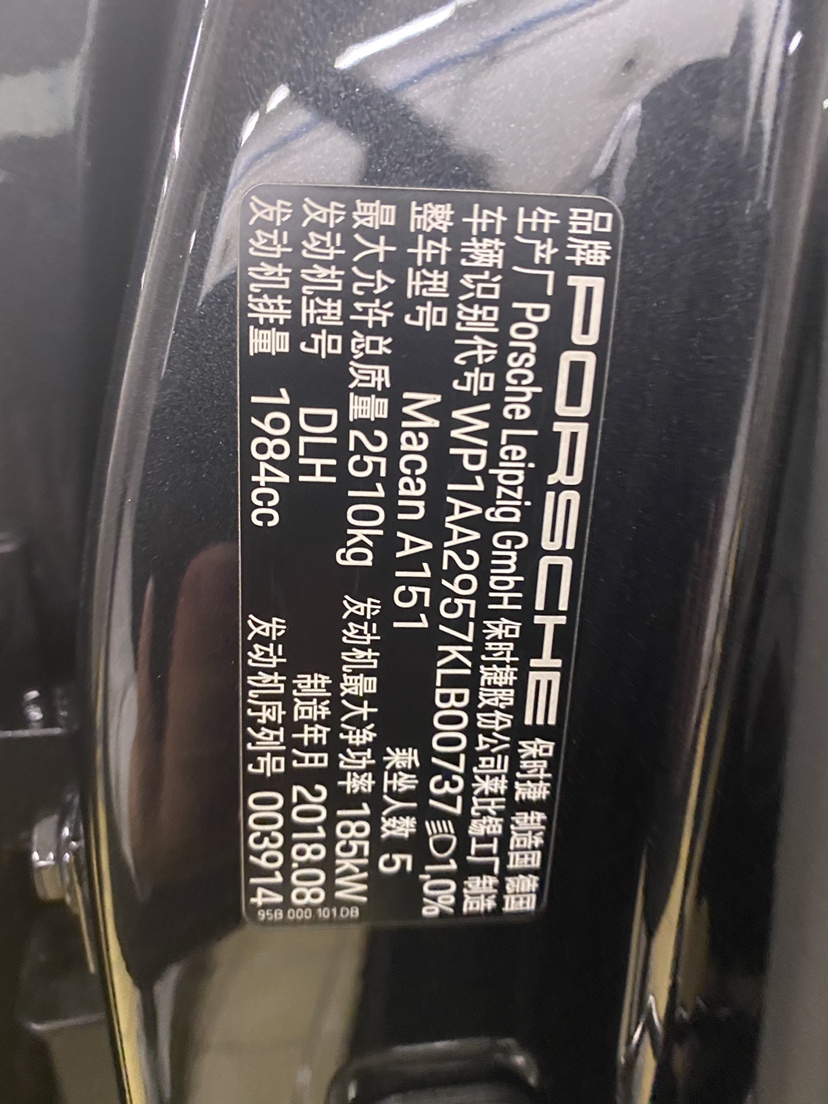 品牌 PORSCHE 保时捷 制造国 德国
生产厂 Porsche Leipzig GmbH 保时捷股份公司莱比锡工厂 制造
车辆识别代号 WP1AA2957KLB00737 1,0%
整车型号 Macan A151 乘坐人数 5
最大允许总质量 2510kg 发动机最大净功率 185kW
发动机型号 DLH 制造年月 2018.08
发动机排量 1984cc 发动机序列号 003914
95B 000 101 DB